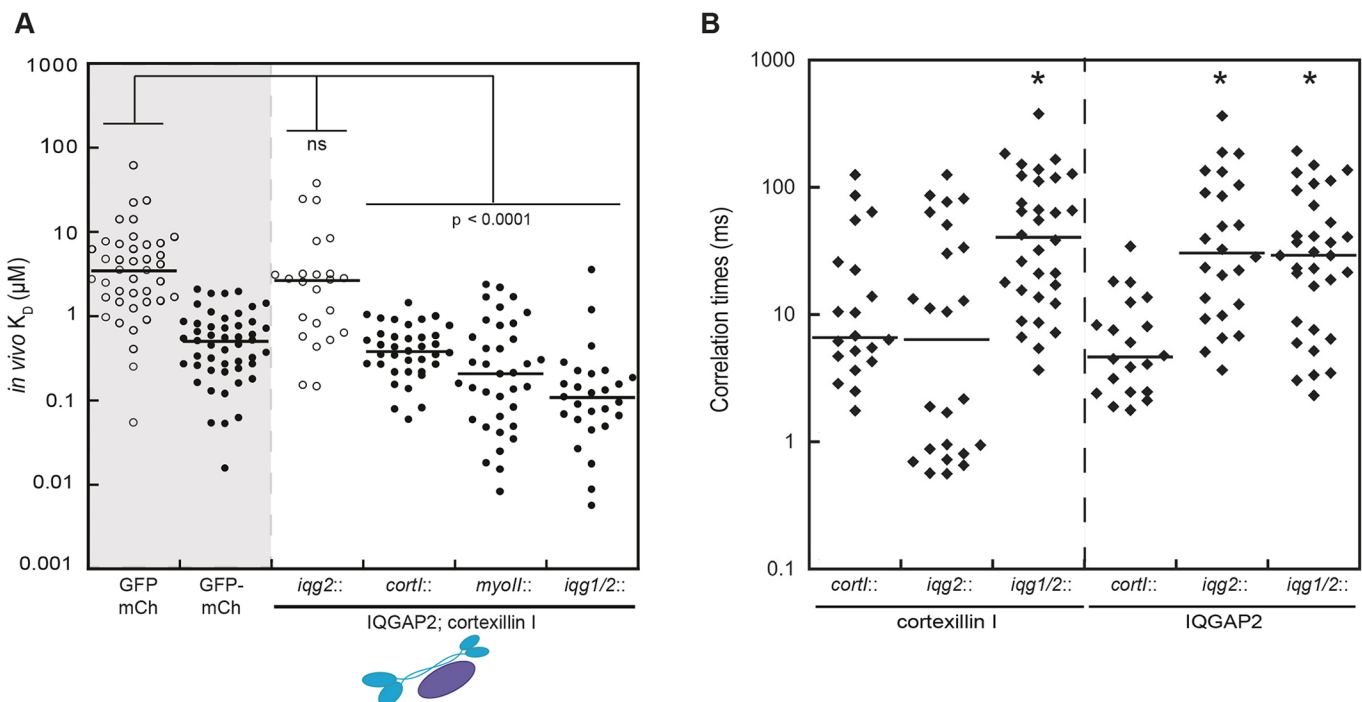 A
in vivo KD (µM)
1000
100
10
1
0.1
0.01
0.001
ns
p < 0.0001
GFP mCh
GFP-mCh
iqg2::
cortI::
myoII::
iqg1/2::
IQGAP2; cortexillin I
B
Correlation times (ms)
1000
100
10
1
0.1
*
*
*
cortI::
iqg2::
iqg1/2::
cortI::
iqg2::
iqg1/2::
cortexillin I
IQGAP2